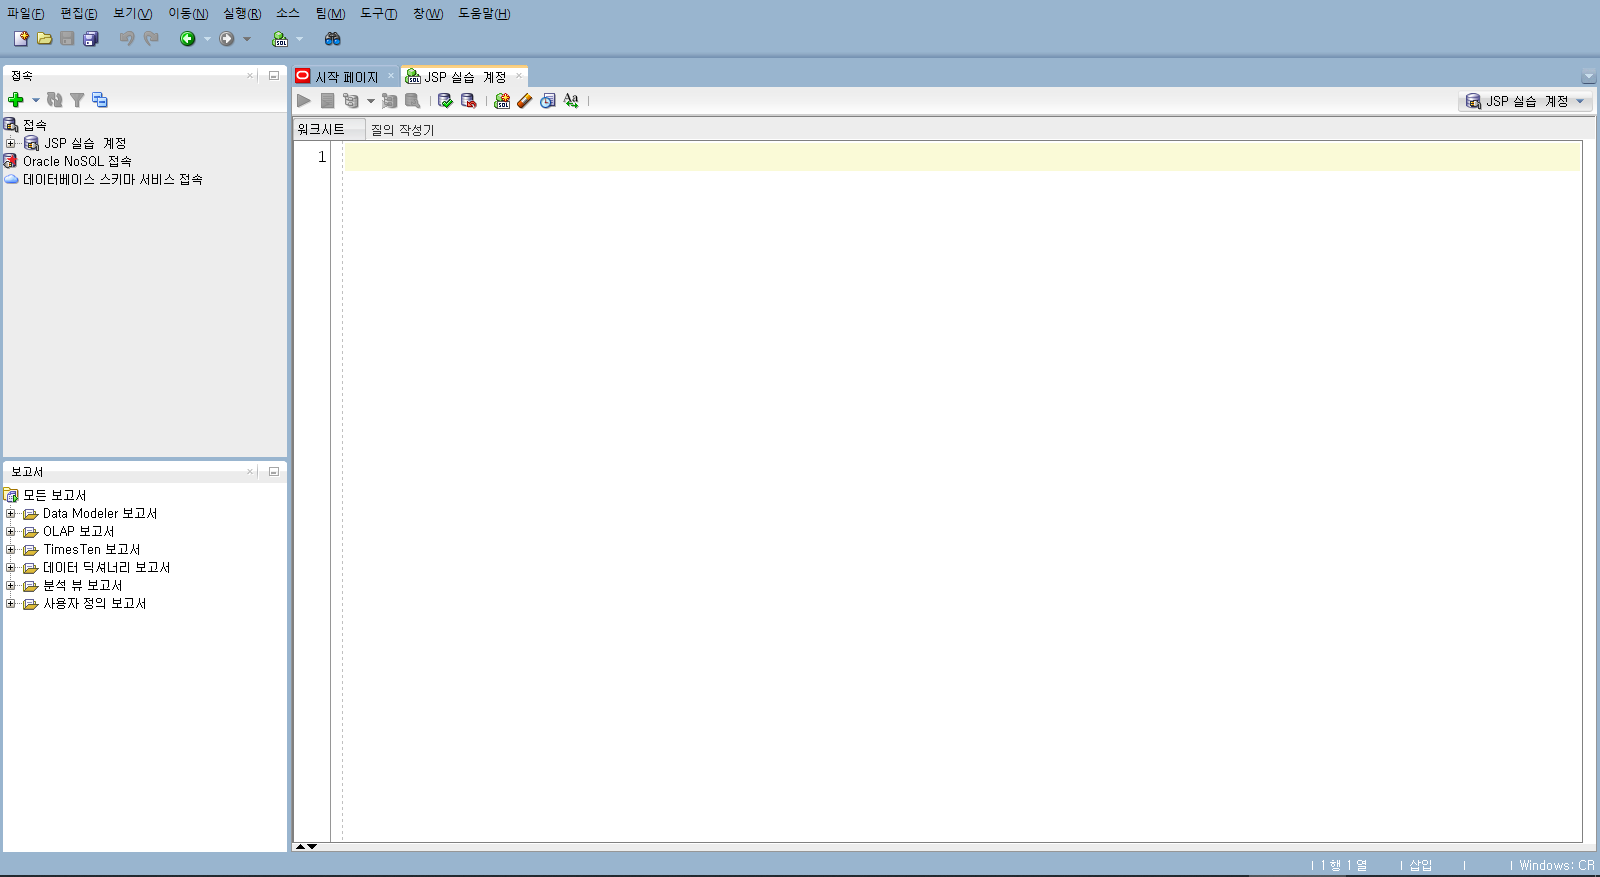 파일(F) 편집(E) 보기(V) 이동(N) 실행(R) 소스 팀(M) 도구(T) 창(W) 도움말(H)
접속
시작 페이지
JSP 실습 계정
JSP 실습 계정
워크시트
질의 작성기
1
접속
JSP 실습 계정
Oracle NoSQL 접속
데이터베이스 스키마 서비스 접속
보고서
모든 보고서
Data Modeler 보고서
OLAP 보고서
TimesTen 보고서
데이터 딕셔너리 보고서
분석 뷰 보고서
사용자 정의 보고서
1 행 1 열
삽입
Windows: CR